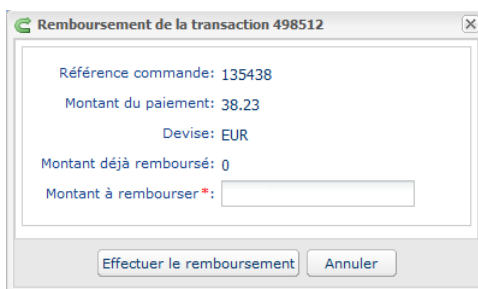 Remboursement de la transaction 498512
Référence commande: 135438
Montant du paiement: 38.23
Devise: EUR
Montant déjà remboursé: 0
Montant à rembourser*:
Effectuer le remboursement Annuler